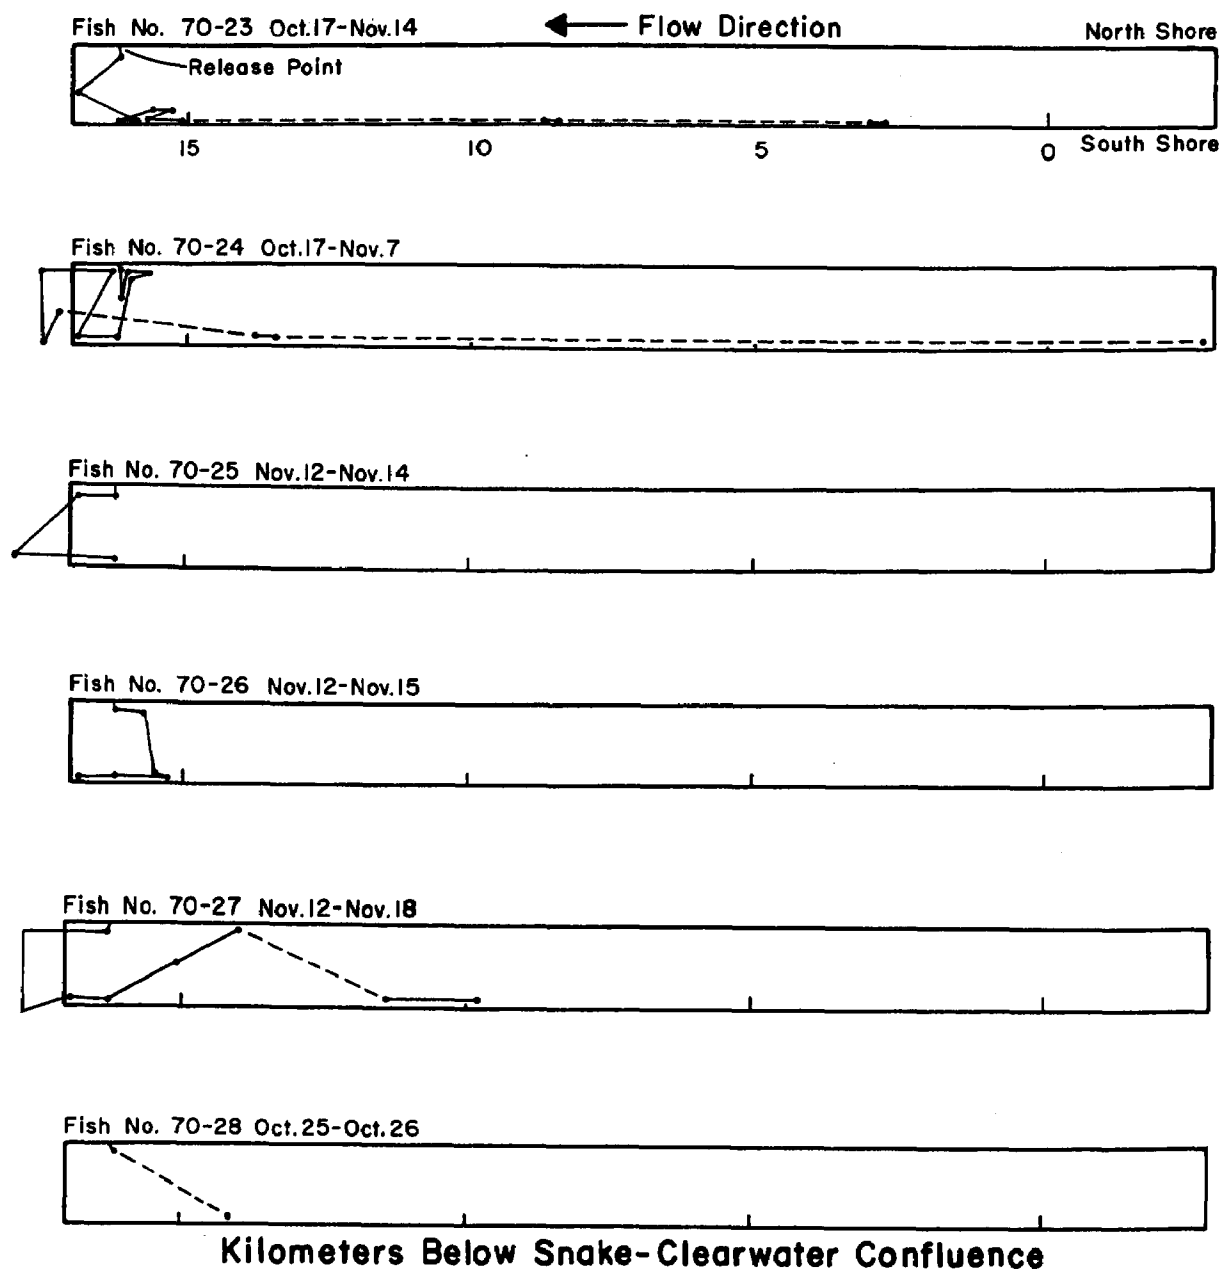 Fish No. 70-23 Oct.17-Nov.14
Flow Direction
North Shore
Release Point
15 10 5 0 South Shore
Fish No. 70-24 Oct.17-Nov.7
Fish No. 70-25 Nov.12-Nov.14
Fish No. 70-26 Nov.12-Nov.15
Fish No. 70-27 Nov.12-Nov.18
Fish No. 70-28 Oct.25-Oct.26
Kilometers Below Snake-Clearwater Confluence